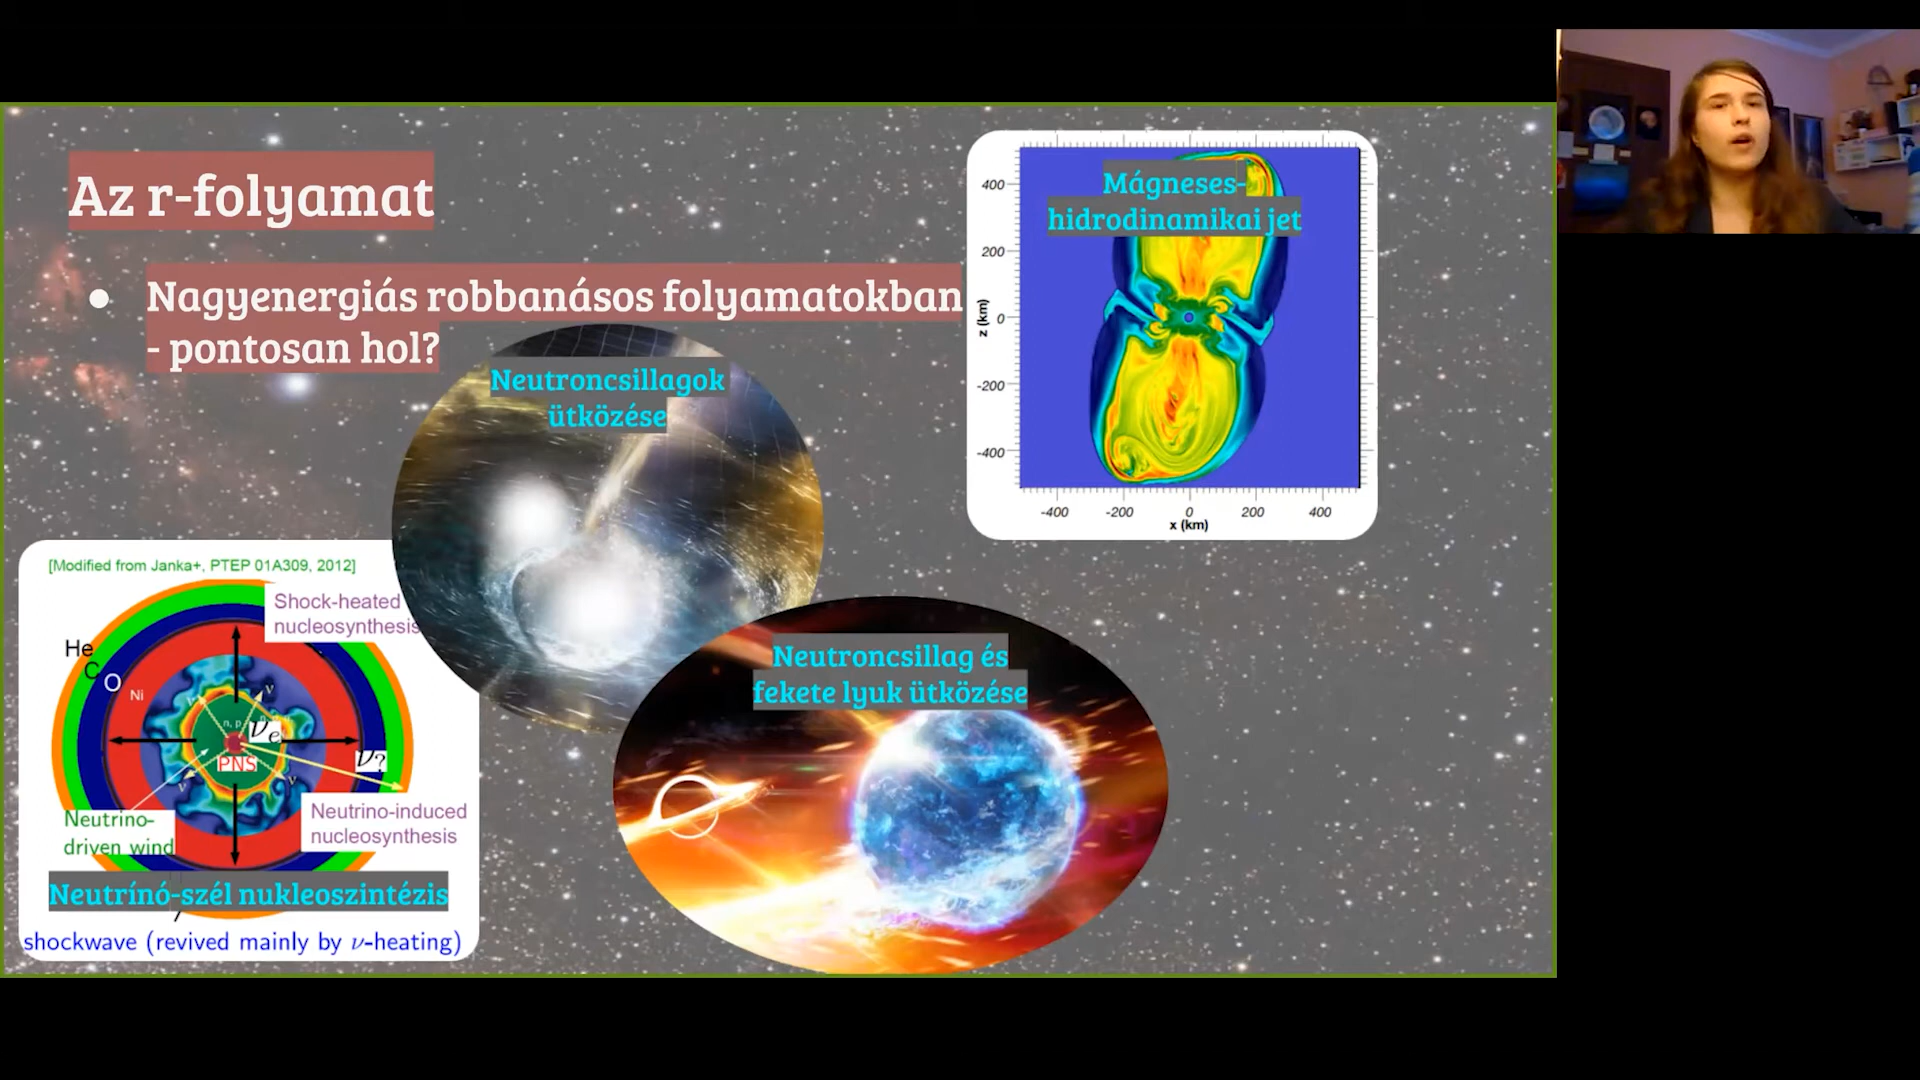 Az r-folyamat
● Nagyenergiás robbanásos folyamatokban
- pontosan hol?
Mágneses-
hidrodinamikai jet
400
200
0
-200
-400
z (km)
-400 -200 0 200 400
x (km)
Neutroncsillagok
ütközése
Neutroncsillag és
fekete lyuk ütközése
[Modified from Janka+, PTEP 01A309, 2012]
Shock-heated
nucleosynthesis
He
C
O
Ni
ν
ν
n, p
νe
PNS
ν?
ν
ν
Neutrino-
driven wind
Neutrino-induced
nucleosynthesis
Neutrínó-szél nukleoszintézis
shockwave (revived mainly by ν-heating)